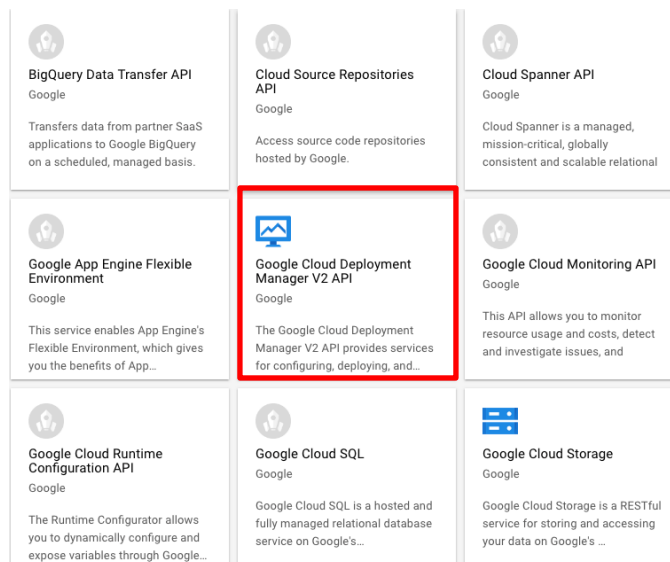 BigQuery Data Transfer API
Google
Transfers data from partner SaaS
applications to Google BigQuery
on a scheduled, managed basis.
Cloud Source Repositories
API
Google
Access source code repositories
hosted by Google.
Cloud Spanner API
Google
Cloud Spanner is a managed,
mission-critical, globally
consistent and scalable relational
Google App Engine Flexible
Environment
Google
This service enables App Engine's
Flexible Environment, which gives
you the benefits of App...
Google Cloud Deployment
Manager V2 API
Google
The Google Cloud Deployment
Manager V2 API provides services
for configuring, deploying, and...
Google Cloud Monitoring API
Google
This API allows you to monitor
resource usage and costs, detect
and investigate issues, and
Google Cloud Runtime
Configuration API
Google
The Runtime Configurator allows
you to dynamically configure and
expose variables through Google...
Google Cloud SQL
Google
Google Cloud SQL is a hosted and
fully managed relational database
service on Google's...
Google Cloud Storage
Google
Google Cloud Storage is a RESTful
service for storing and accessing
your data on Google's ...